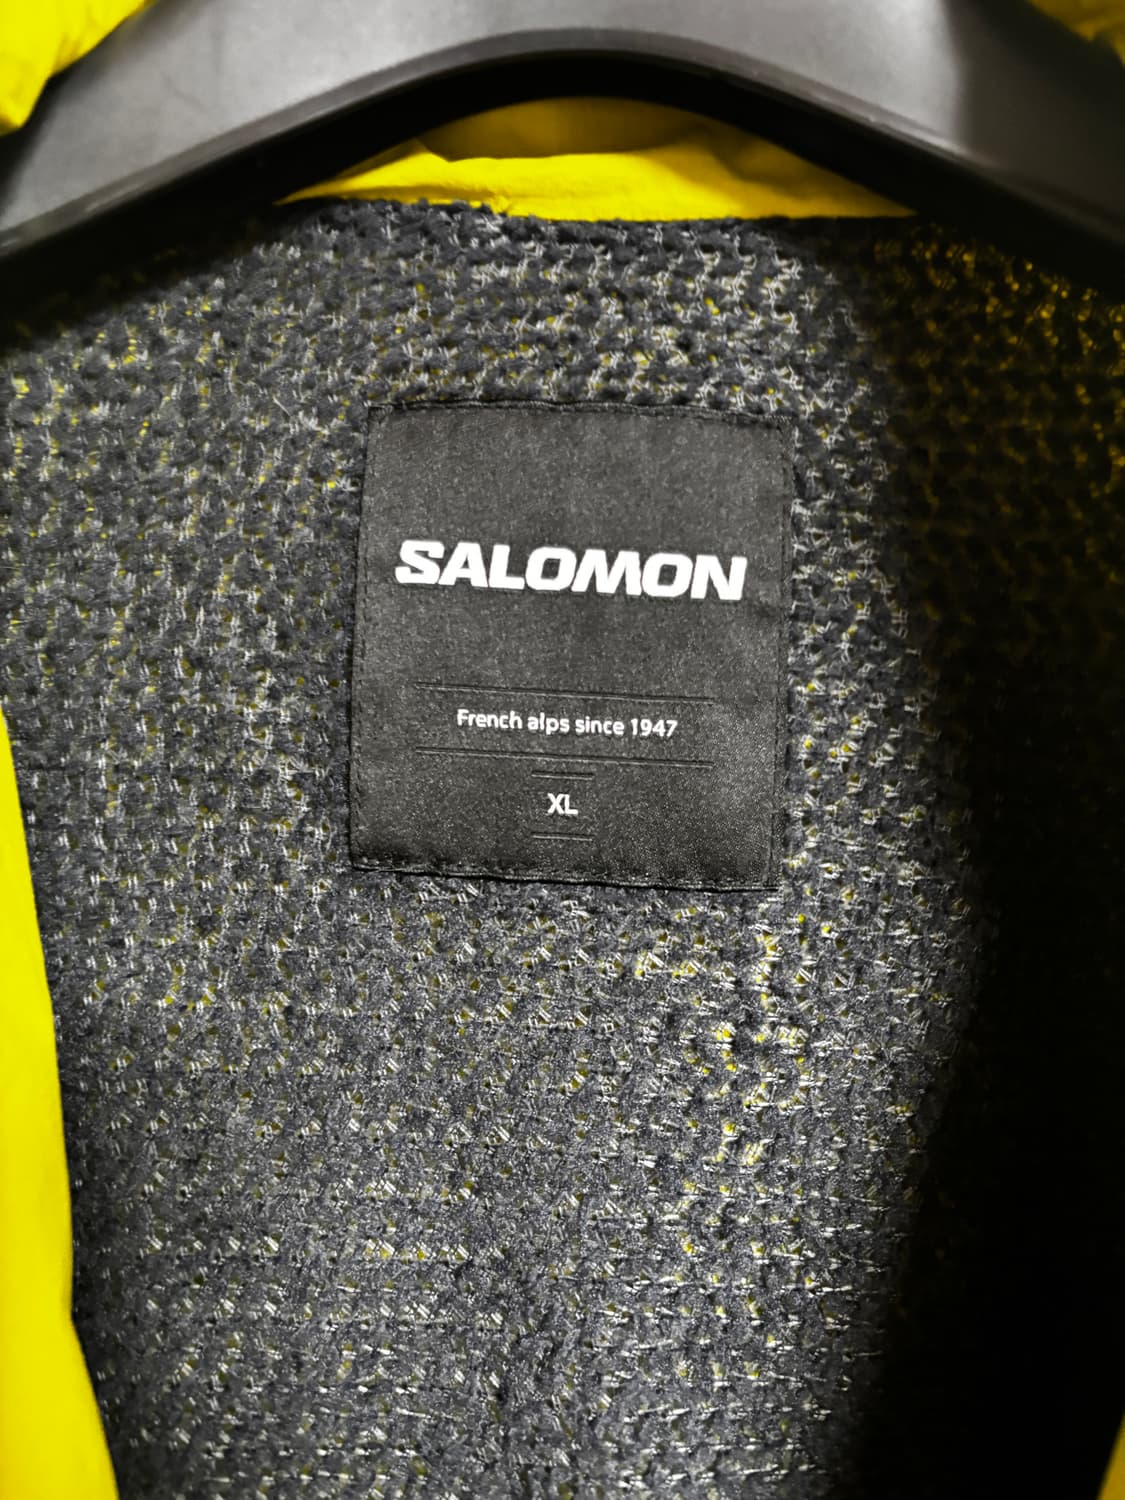 SALOMON
French alps since 1947
XL